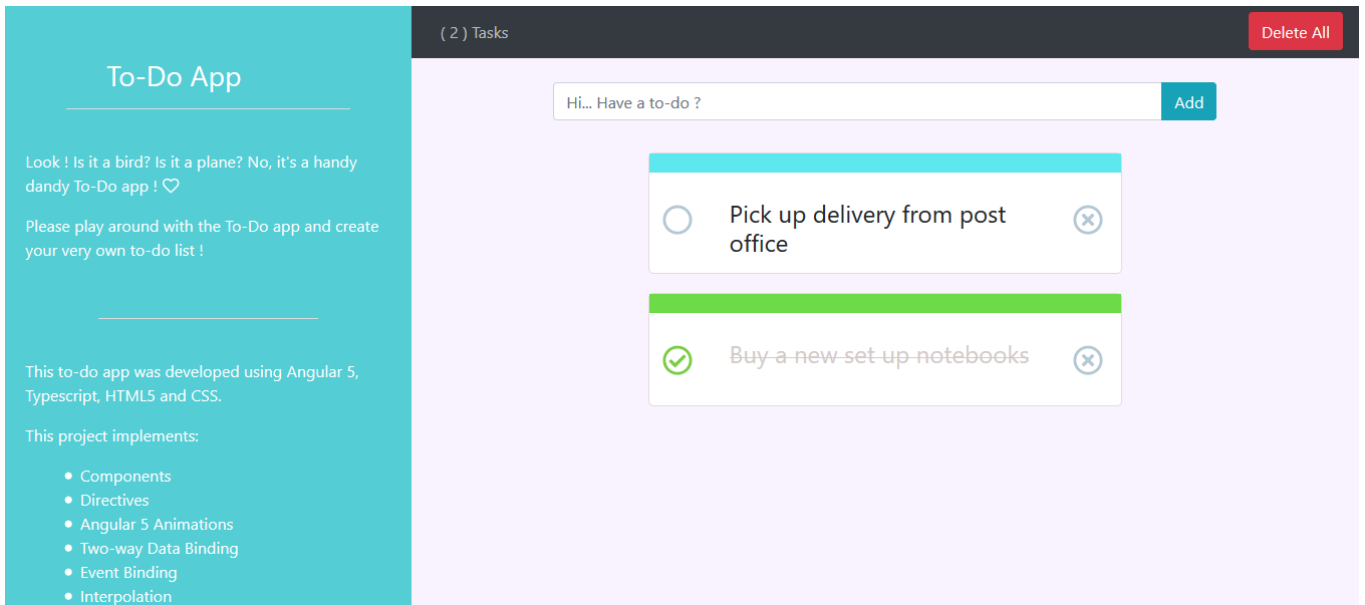 To-Do App
Look ! Is it a bird? Is it a plane? No, it's a handy
dandy To-Do app !
Please play around with the To-Do app and create
your very own to-do list !
This to-do app was developed using Angular 5,
Typescript, HTML5 and CSS.
This project implements:
Components
Directives
Angular 5 Animations
Two-way Data Binding
Event Binding
Interpolation
( 2 ) Tasks
Delete All
Hi... Have a to-do ?
Add
Pick up delivery from post
office
Buy a new set up notebooks